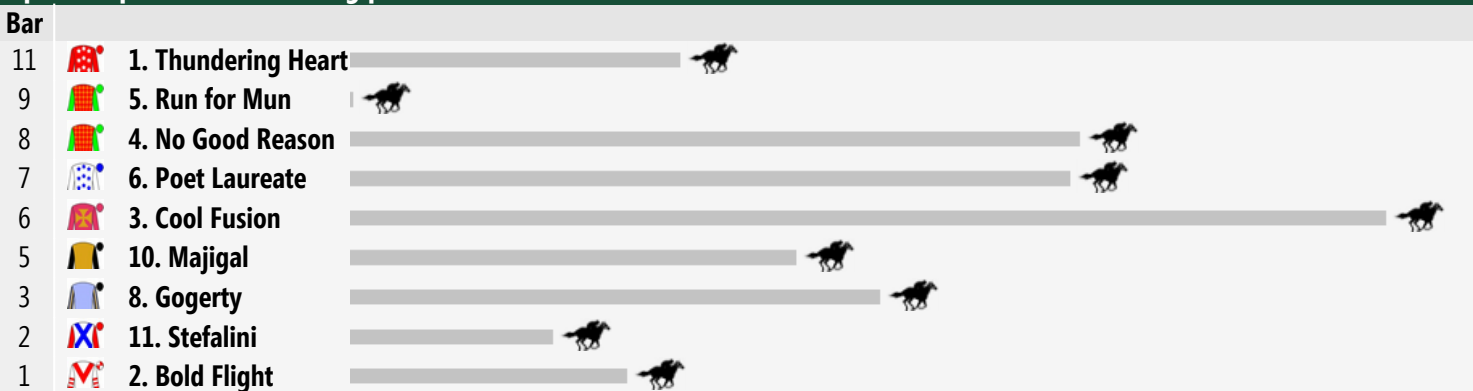 Bar
11 1. Thundering Heart
9 5. Run for Mun
8 4. No Good Reason
7 6. Poet Laureate
6 3. Cool Fusion
5 10. Majigal
3 8. Gogerty
2 11. Stefalini
1 2. Bold Flight